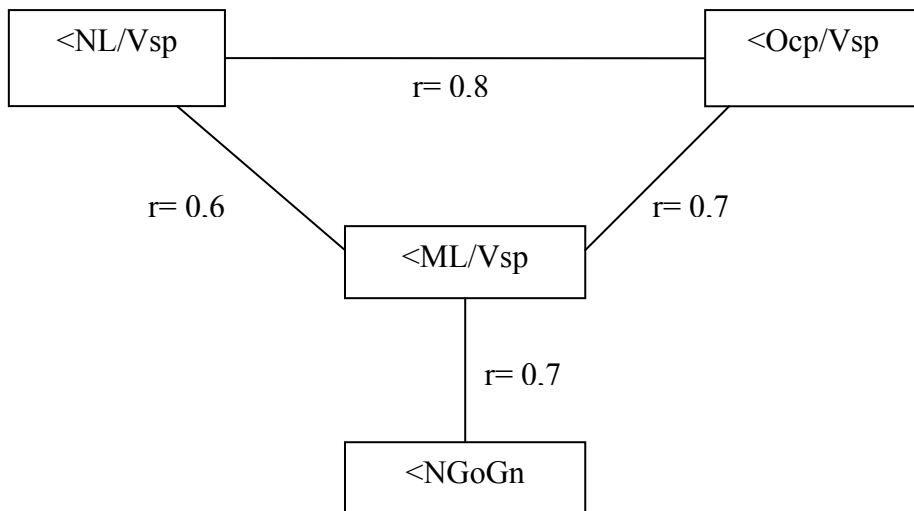 <NL/Vsp
<Ocp/Vsp
r= 0.8
r= 0.6
r= 0.7
<ML/Vsp
r= 0.7
<NGoGn